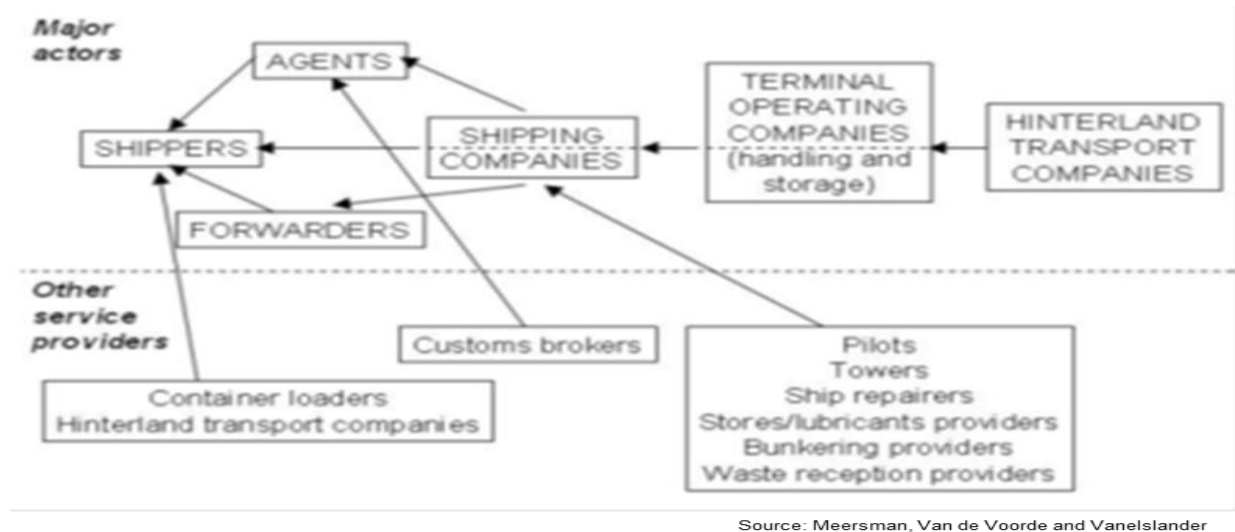 Major
actors
AGENTS
SHIPPERS
FORWARDERS
SHIPPING
COMPANIES
TERMINAL
OPERATING
COMPANIES
(handling and
storage)
HINTERLAND
TRANSPORT
COMPANIES
Other
service
providers
Container loaders
Hinterland transport companies
Customs brokers
Pilots
Towers
Ship repairers
Stores/lubricants providers
Bunkering providers
Waste reception providers
Source: Meersman, Van de Voorde and Vanelslander